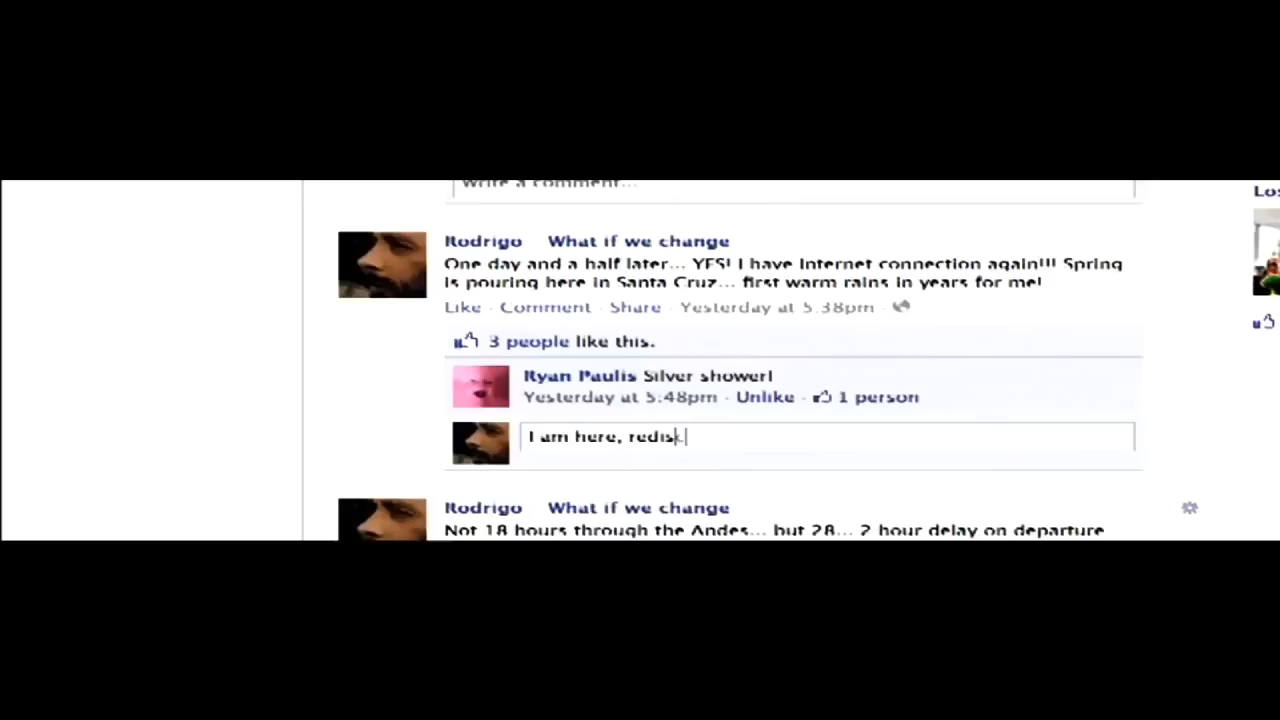 Write a comment...
Los
Rodrigo What if we change
One day and a half later... YES! I have Internet connection again!!! Spring
is pouring here in Santa Cruz... first warm rains in years for me!
Like · Comment · Share · Yesterday at 5:38pm ·
3 people like this.
Ryan Paulis Silver shower!
Yesterday at 5:48pm · Unlike · 1 person
I am here, redis
Rodrigo What if we change
Not 18 hours through the Andes... but 28... 2 hour delay on departure